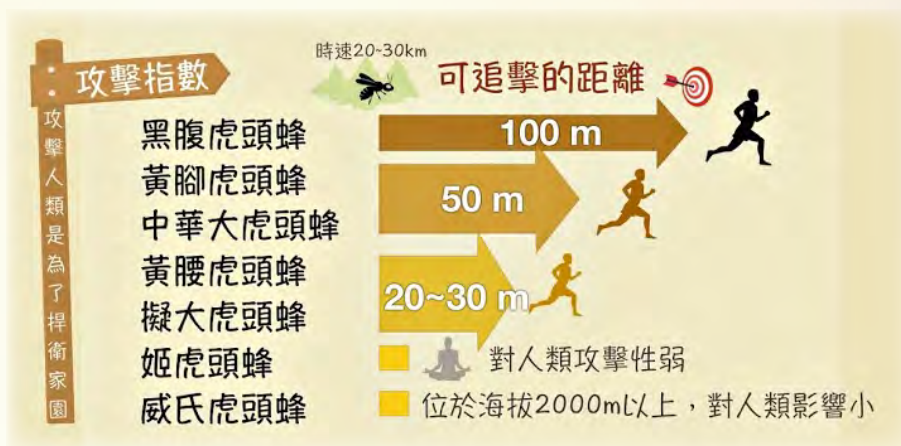 攻擊指數
：攻擊人類是為了捍衛家園
時速20~30km
可追擊的距離
黑腹虎頭蜂
100 m
黃腳虎頭蜂
中華大虎頭蜂
50 m
黃腰虎頭蜂
擬大虎頭蜂
20~30 m
姬虎頭蜂
對人類攻擊性弱
威氏虎頭蜂
位於海拔2000m以上，對人類影響小